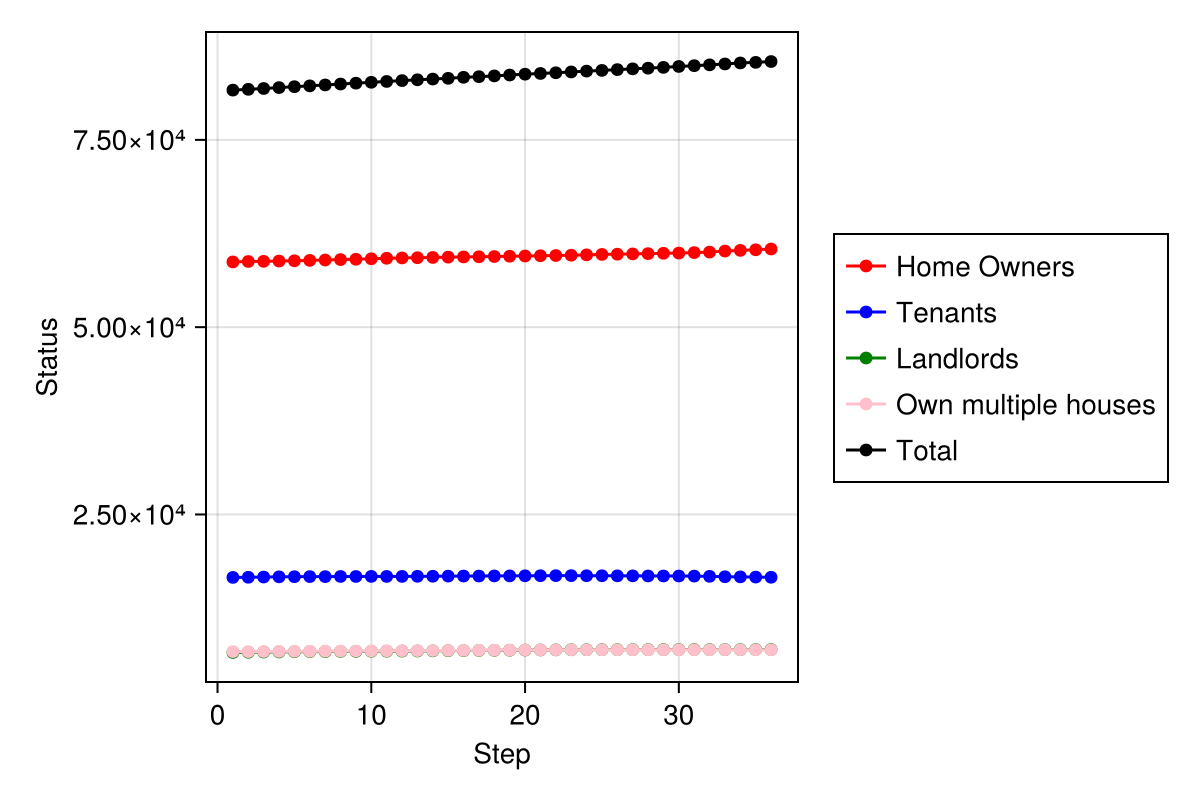 7.50×10⁴
5.00×10⁴
2.50×10⁴
Status
0 10 20 30
Step
Home Owners
Tenants
Landlords
Own multiple houses
Total